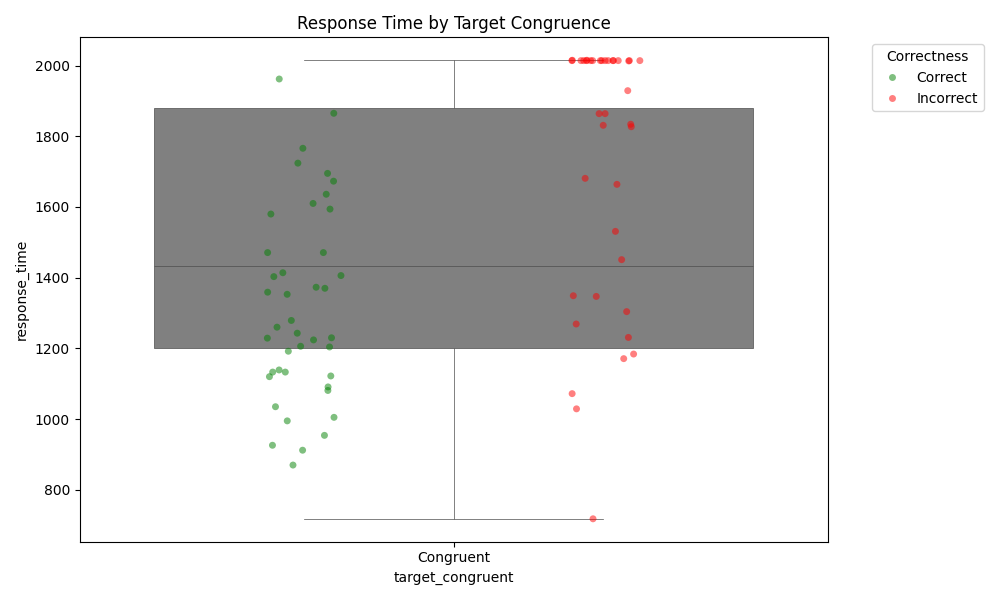 Response Time by Target Congruence
Correctness
Correct
Incorrect
response_time
2000
1800
1600
1400
1200
1000
800
Congruent
target_congruent